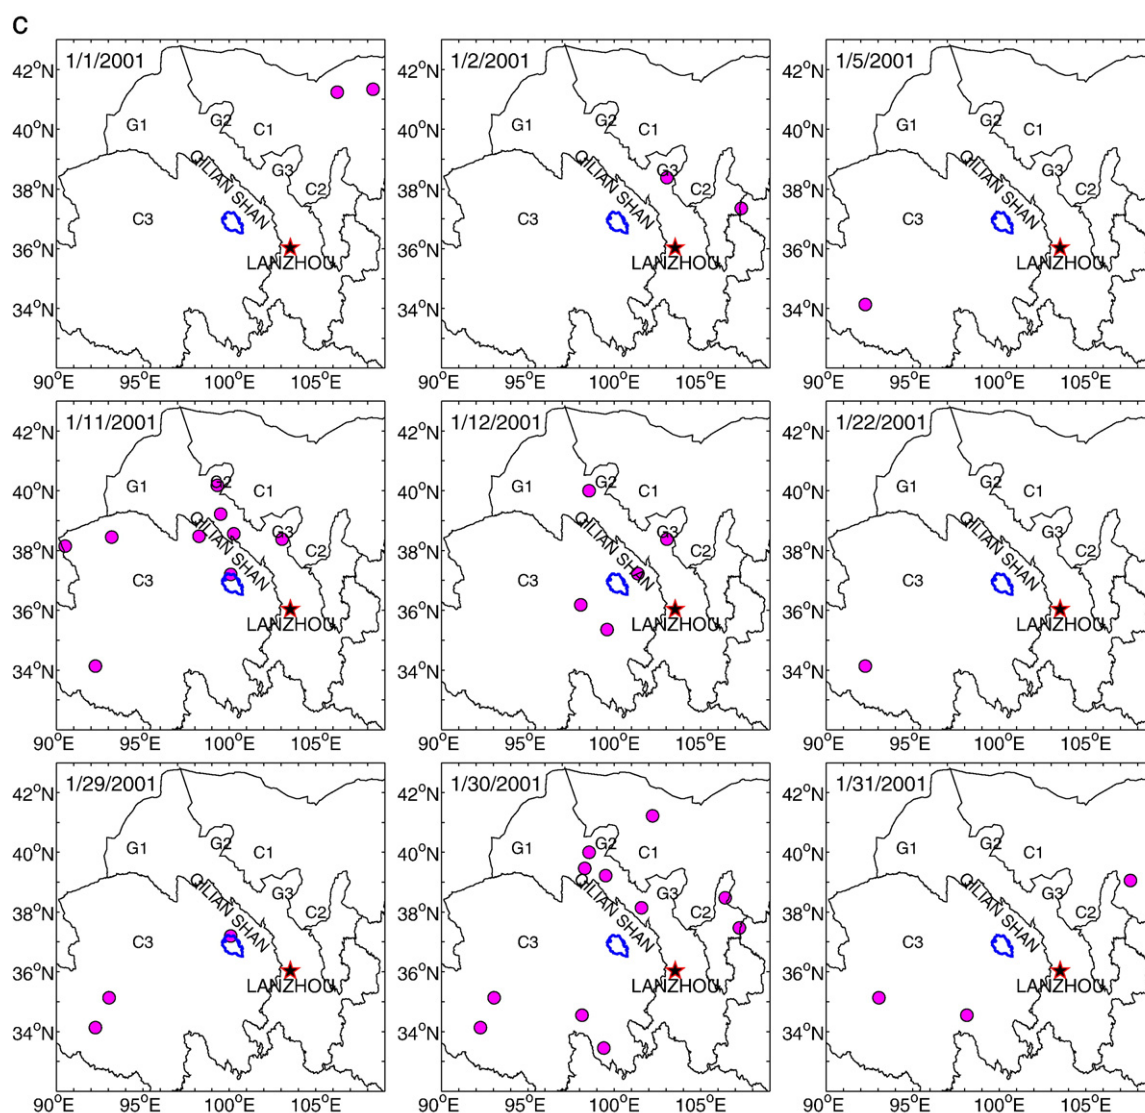 C
1/1/2001
1/2/2001
1/5/2001
42°N
40°N
38°N
36°N
34°N
G1
G2
C1
G3
C2
C3
QILIAN SHAN
LANZHOU
90°E
95°E
100°E
105°E
42°N
40°N
38°N
36°N
34°N
G1
G2
C1
G3
C2
C3
QILIAN SHAN
LANZHOU
90°E
95°E
100°E
105°E
42°N
40°N
38°N
36°N
34°N
G1
G2
C1
G3
C2
C3
QILIAN SHAN
LANZHOU
90°E
95°E
100°E
105°E
1/11/2001
1/12/2001
1/22/2001
42°N
40°N
38°N
36°N
34°N
G1
G2
C1
G3
C2
C3
QILIAN SHAN
LANZHOU
90°E
95°E
100°E
105°E
42°N
40°N
38°N
36°N
34°N
G1
G2
C1
G3
C2
C3
QILIAN SHAN
LANZHOU
90°E
95°E
100°E
105°E
42°N
40°N
38°N
36°N
34°N
G1
G2
C1
G3
C2
C3
QILIAN SHAN
LANZHOU
90°E
95°E
100°E
105°E
1/29/2001
1/30/2001
1/31/2001
42°N
40°N
38°N
36°N
34°N
G1
G2
C1
G3
C2
C3
QILIAN SHAN
LANZHOU
90°E
95°E
100°E
105°E
42°N
40°N
38°N
36°N
34°N
G1
G2
C1
G3
C2
C3
QILIAN SHAN
LANZHOU
90°E
95°E
100°E
105°E
42°N
40°N
38°N
36°N
34°N
G1
G2
C1
G3
C2
C3
QILIAN SHAN
LANZHOU
90°E
95°E
100°E
105°E